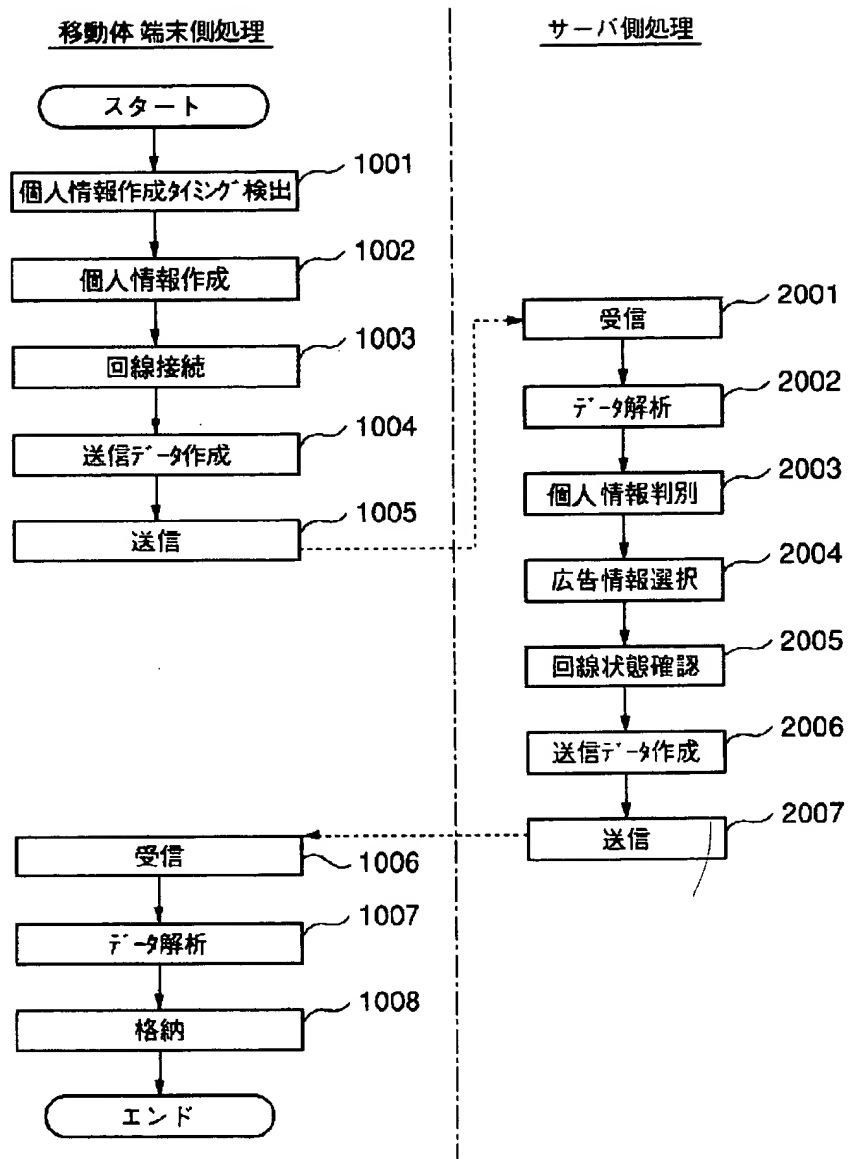 移動体端末側処理
スタート
個人情報作成タイミング検出
1001
個人情報作成
1002
回線接続
1003
送信データ作成
1004
送信
1005
サーバ側処理
受信
2001
データ解析
2002
個人情報判別
2003
広告情報選択
2004
回線状態確認
2005
送信データ作成
2006
送信
2007
受信
1006
データ解析
1007
格納
1008
エンド